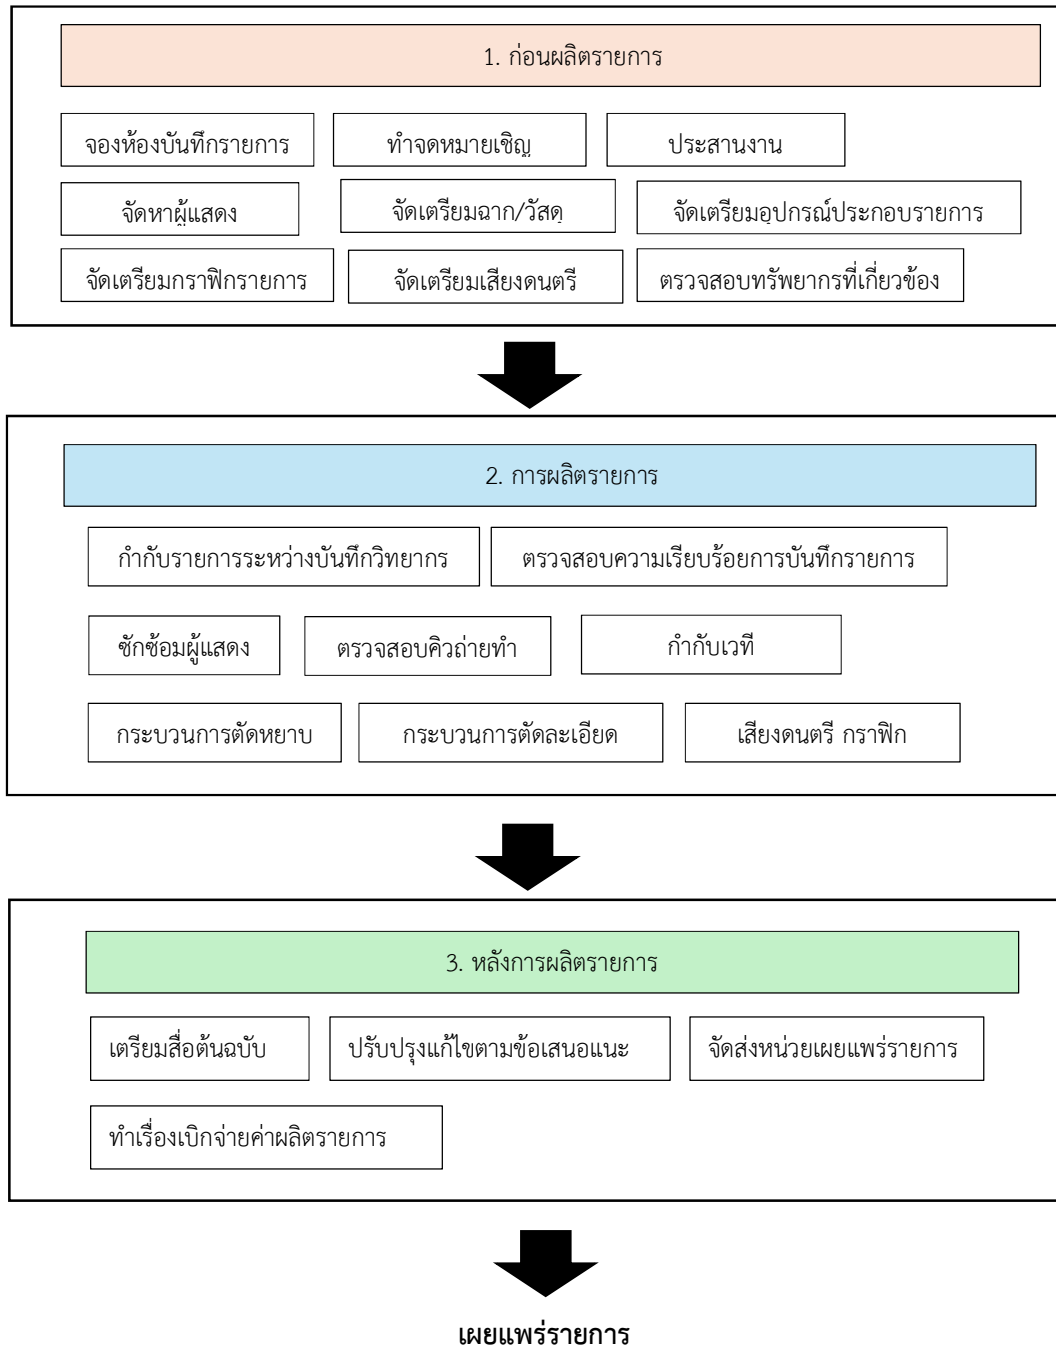 1. ก่อนผลิตรายการ
จองห้องบันทึกรายการ ทำจดหมายเชิญ ประสานงาน
จัดหาผู้แสดง จัดเตรียมฉาก/วัสดุ จัดเตรียมอุปกรณ์ประกอบรายการ
จัดเตรียมกราฟิกรายการ จัดเตรียมเสียงดนตรี ตรวจสอบทรัพยากรที่เกี่ยวข้อง
2. การผลิตรายการ
กำกับรายการระหว่างบันทึกวิทยากร ตรวจสอบความเรียบร้อยการบันทึกรายการ
ซักซ้อมผู้แสดง ตรวจสอบคิวถ่ายทำ กำกับเวที
กระบวนการตัดหยาบ กระบวนการตัดละเอียด เสียงดนตรี กราฟิก
3. หลังการผลิตรายการ
เตรียมสื่อต้นฉบับ ปรับปรุงแก้ไขตามข้อเสนอแนะ จัดส่งหน่วยเผยแพร่รายการ
ทำเรื่องเบิกจ่ายค่าผลิตรายการ
เผยแพร่รายการ